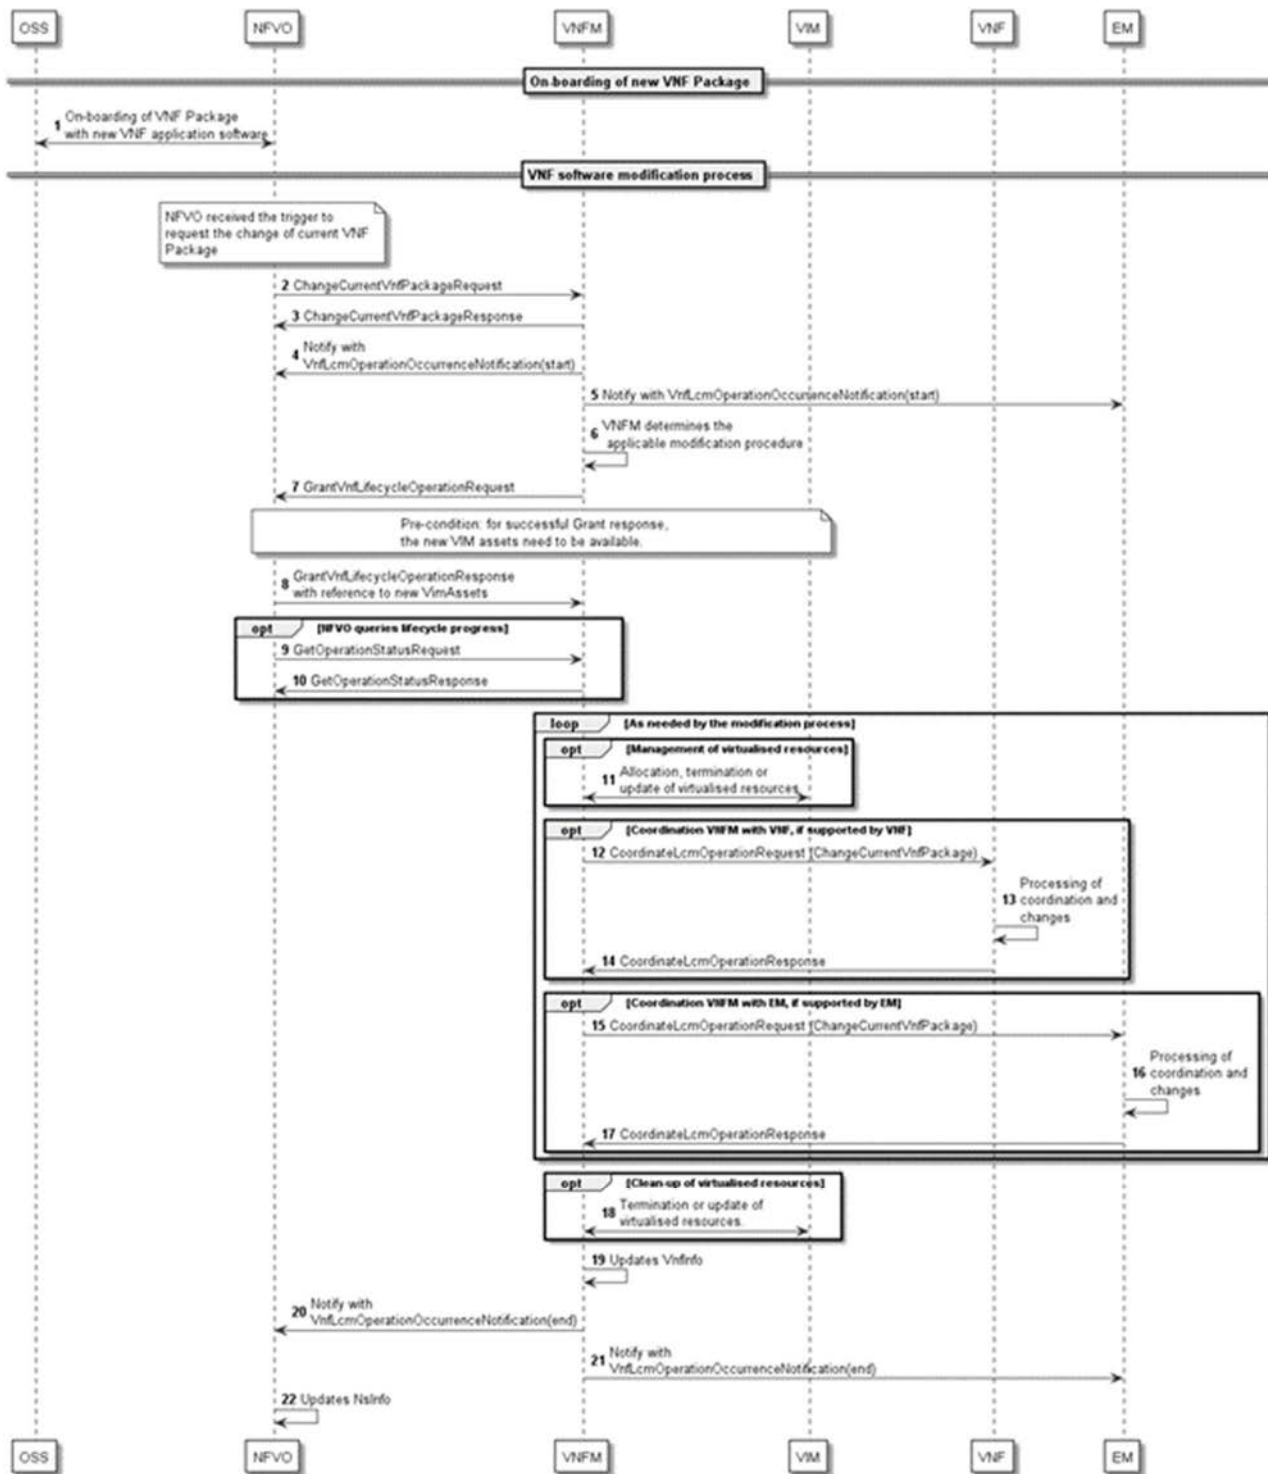 OSS NFVO VNFM VIM VNF EM
On-boarding of new VNF Package
1 On-boarding of VNF Package
with new VNF application software
VNF software modification process
NFVO received the trigger to
request the change of current VNF
Package
2 ChangeCurrentVnfPackageRequest
3 ChangeCurrentVnfPackageResponse
4 Notify with
VnfLcmOperationOccurrenceNotification(start)
5 Notify with VnfLcmOperationOccurrenceNotification(start)
6 VNFM determines the
applicable modification procedure
7 GrantVnfLifecycleOperationRequest
Pre-condition: for successful Grant response,
the new VIM assets need to be available.
8 GrantVnfLifecycleOperationResponse
with reference to new VimAssets
opt [NFVO queries lifecycle progress]
9 GetOperationStatusRequest
10 GetOperationStatusResponse
loop [As needed by the modification process]
opt [Management of virtualised resources]
11 Allocation, termination or
update of virtualised resources
opt [Coordination VNFM with VNF, if supported by VNF]
12 CoordinateLcmOperationRequest (ChangeCurrentVnfPackage)
13 Processing of
coordination and
changes
14 CoordinateLcmOperationResponse
opt [Coordination VNFM with EM, if supported by EM]
15 CoordinateLcmOperationRequest (ChangeCurrentVnfPackage)
16 Processing of
coordination and
changes
17 CoordinateLcmOperationResponse
opt [Clean-up of virtualised resources]
18 Termination or update of
virtualised resources.
19 Updates VnfInfo
20 Notify with
VnfLcmOperationOccurrenceNotification(end)
21 Notify with
VnfLcmOperationOccurrenceNotification(end)
22 Updates NsInfo
OSS NFVO VNFM VIM VNF EM